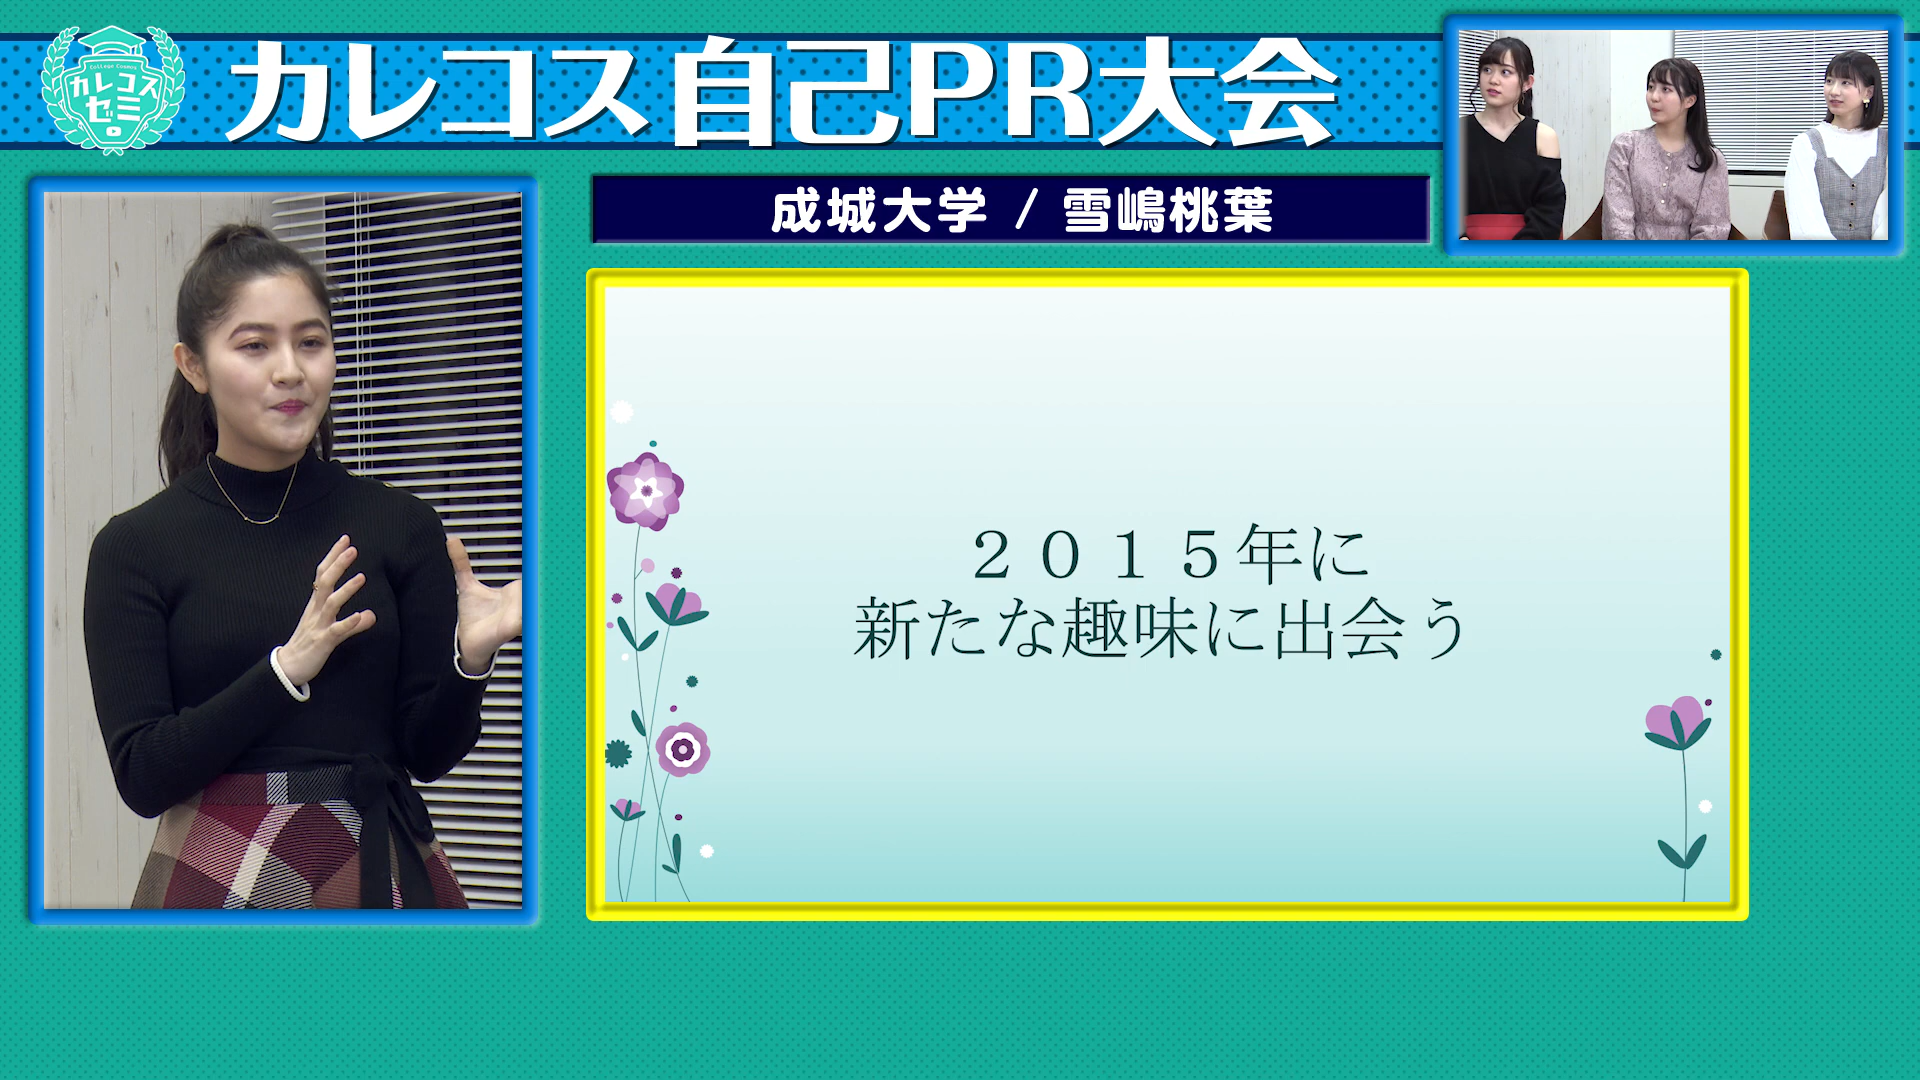 College Cosmos
カレコス
ゼミ
カレコス自己PR大会
成城大学 / 雪嶋桃葉
２０１５年に
新たな趣味に出会う